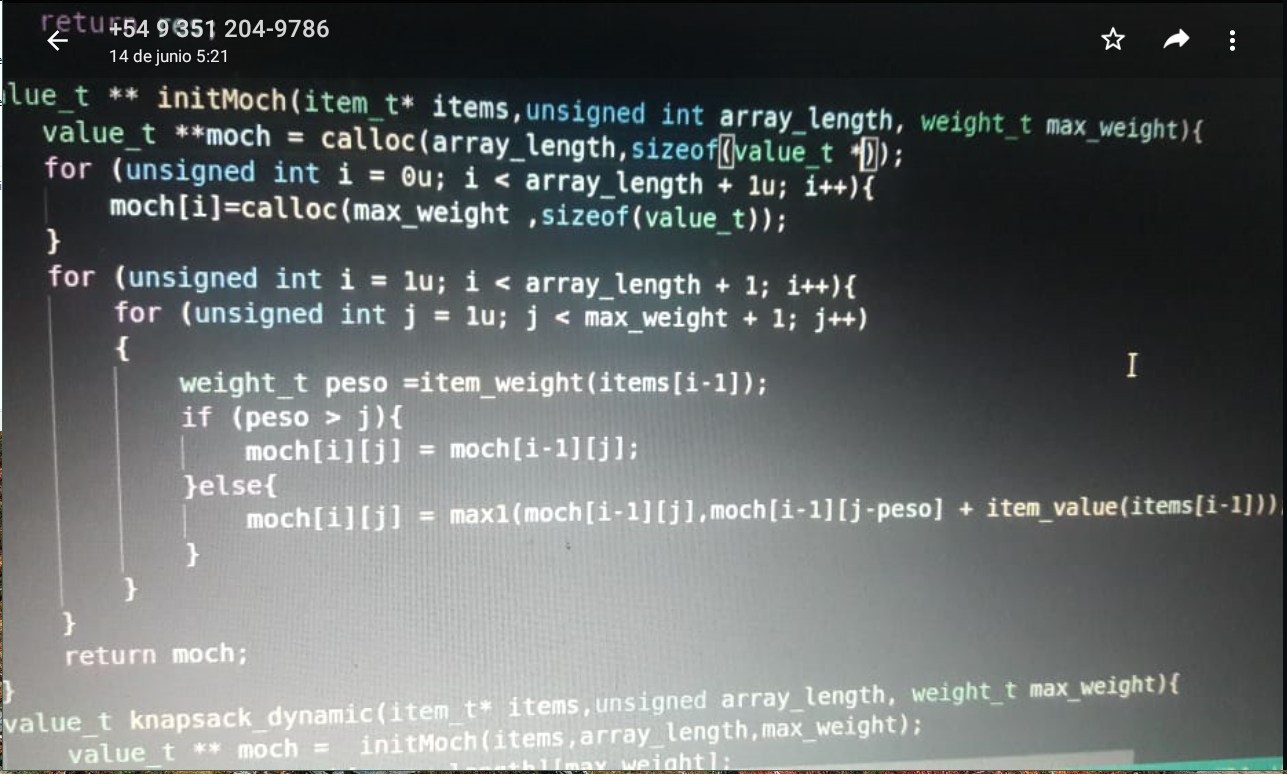 return res;
+54 9 351 204-9786
14 de junio 5:21
lue_t ** initMoch(item_t* items,unsigned int array_length, weight_t max_weight){
value_t **moch = calloc(array_length,sizeof(value_t *));
for (unsigned int i = 0u; i < array_length + 1u; i++){
moch[i]=calloc(max_weight ,sizeof(value_t));
}
for (unsigned int i = 1u; i < array_length + 1; i++){
for (unsigned int j = 1u; j < max_weight + 1; j++)
{
weight_t peso =item_weight(items[i-1]);
if (peso > j){
moch[i][j] = moch[i-1][j];
}else{
moch[i][j] = max1(moch[i-1][j],moch[i-1][j-peso] + item_value(items[i-1]))
}
}
}
return moch;
}
value_t knapsack_dynamic(item_t* items,unsigned array_length, weight_t max_weight){
value_t ** moch = initMoch(items,array_length,max_weight);
length][max_weight];